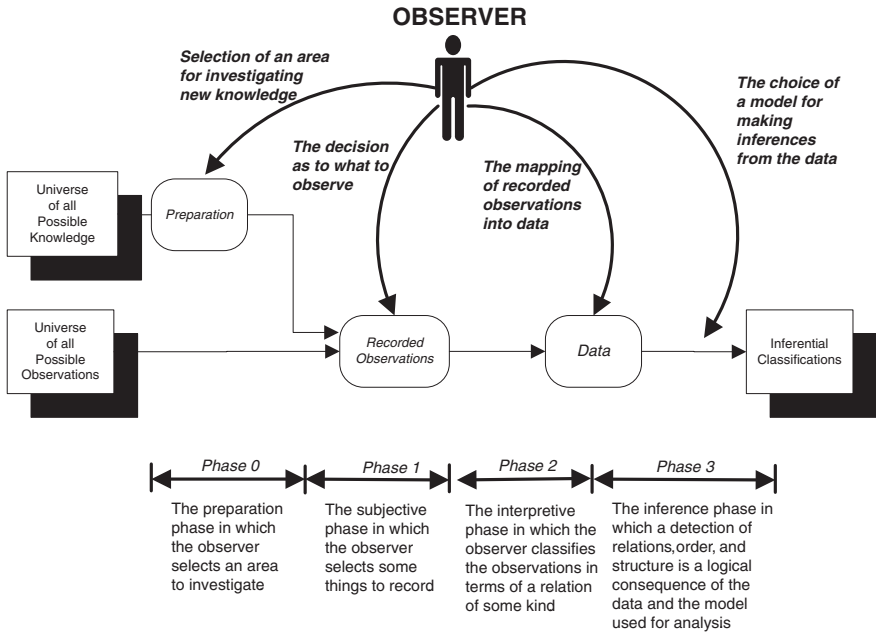 OBSERVER
Selection of an area
for investigating
new knowledge
The choice of
a model for
making
inferences
from the data
The decision
as to what to
observe
The mapping
of recorded
observations
into data
Universe
of all
Possible
Knowledge
Preparation
Universe
of all
Possible
Observations
Recorded
Observations
Data
Inferential
Classifications
Phase 0
Phase 1
Phase 2
Phase 3
The preparation
phase in which
the observer
selects an area
to investigate
The subjective
phase in which
the observer
selects some
things to record
The interpretive
phase in which the
observer classifies
the observations in
terms of a relation
of some kind
The inference phase in
which a detection of
relations,order, and
structure is a logical
consequence of the
data and the model
used for analysis